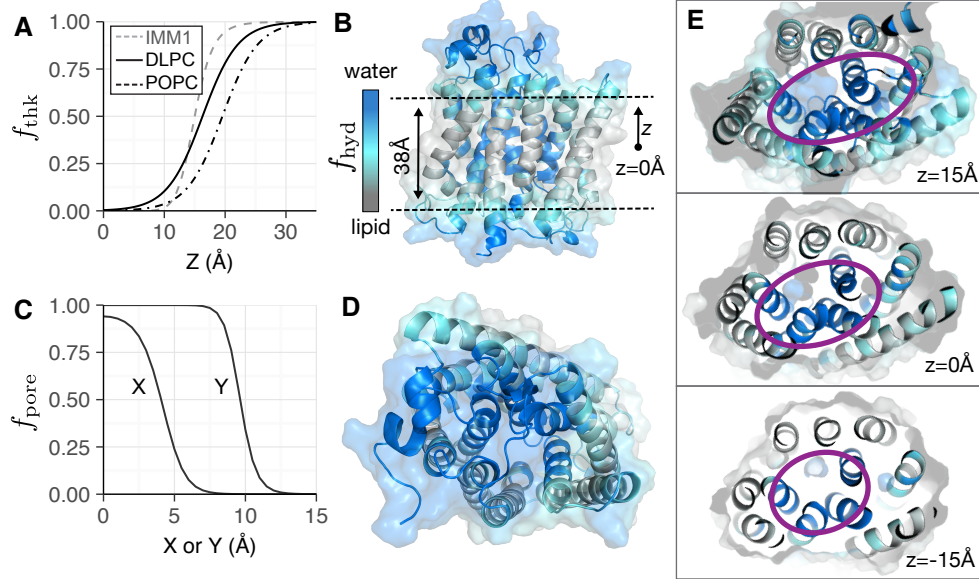 A
1.00
0.75
0.50
0.25
0.00
f_thk
IMM1
DLPC
POPC
0 10 20 30
Z (Å)
B
water
f_hyd
lipid
38Å
z
z=0Å
C
1.00
0.75
0.50
0.25
0.00
f_pore
X Y
0 5 10 15
X or Y (Å)
D
E
z=15Å
z=0Å
z=-15Å